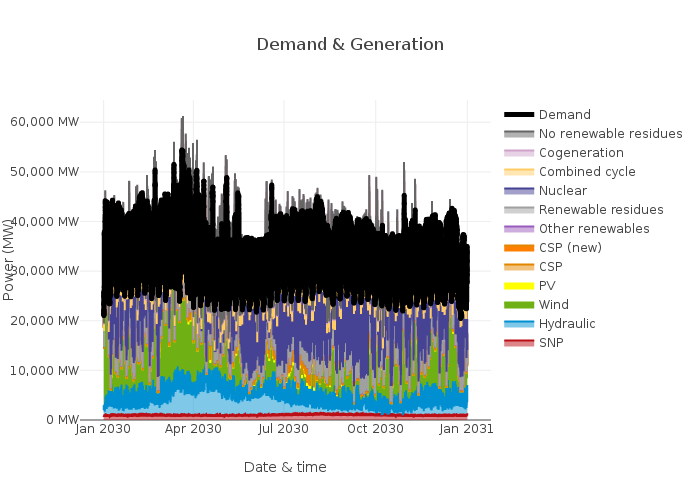 Demand & Generation
60,000 MW
50,000 MW
40,000 MW
30,000 MW
20,000 MW
10,000 MW
0 MW
Power (MW)
Jan 2030
Apr 2030
Jul 2030
Oct 2030
Jan 2031
Date & time
Demand
No renewable residues
Cogeneration
Combined cycle
Nuclear
Renewable residues
Other renewables
CSP (new)
CSP
PV
Wind
Hydraulic
SNP